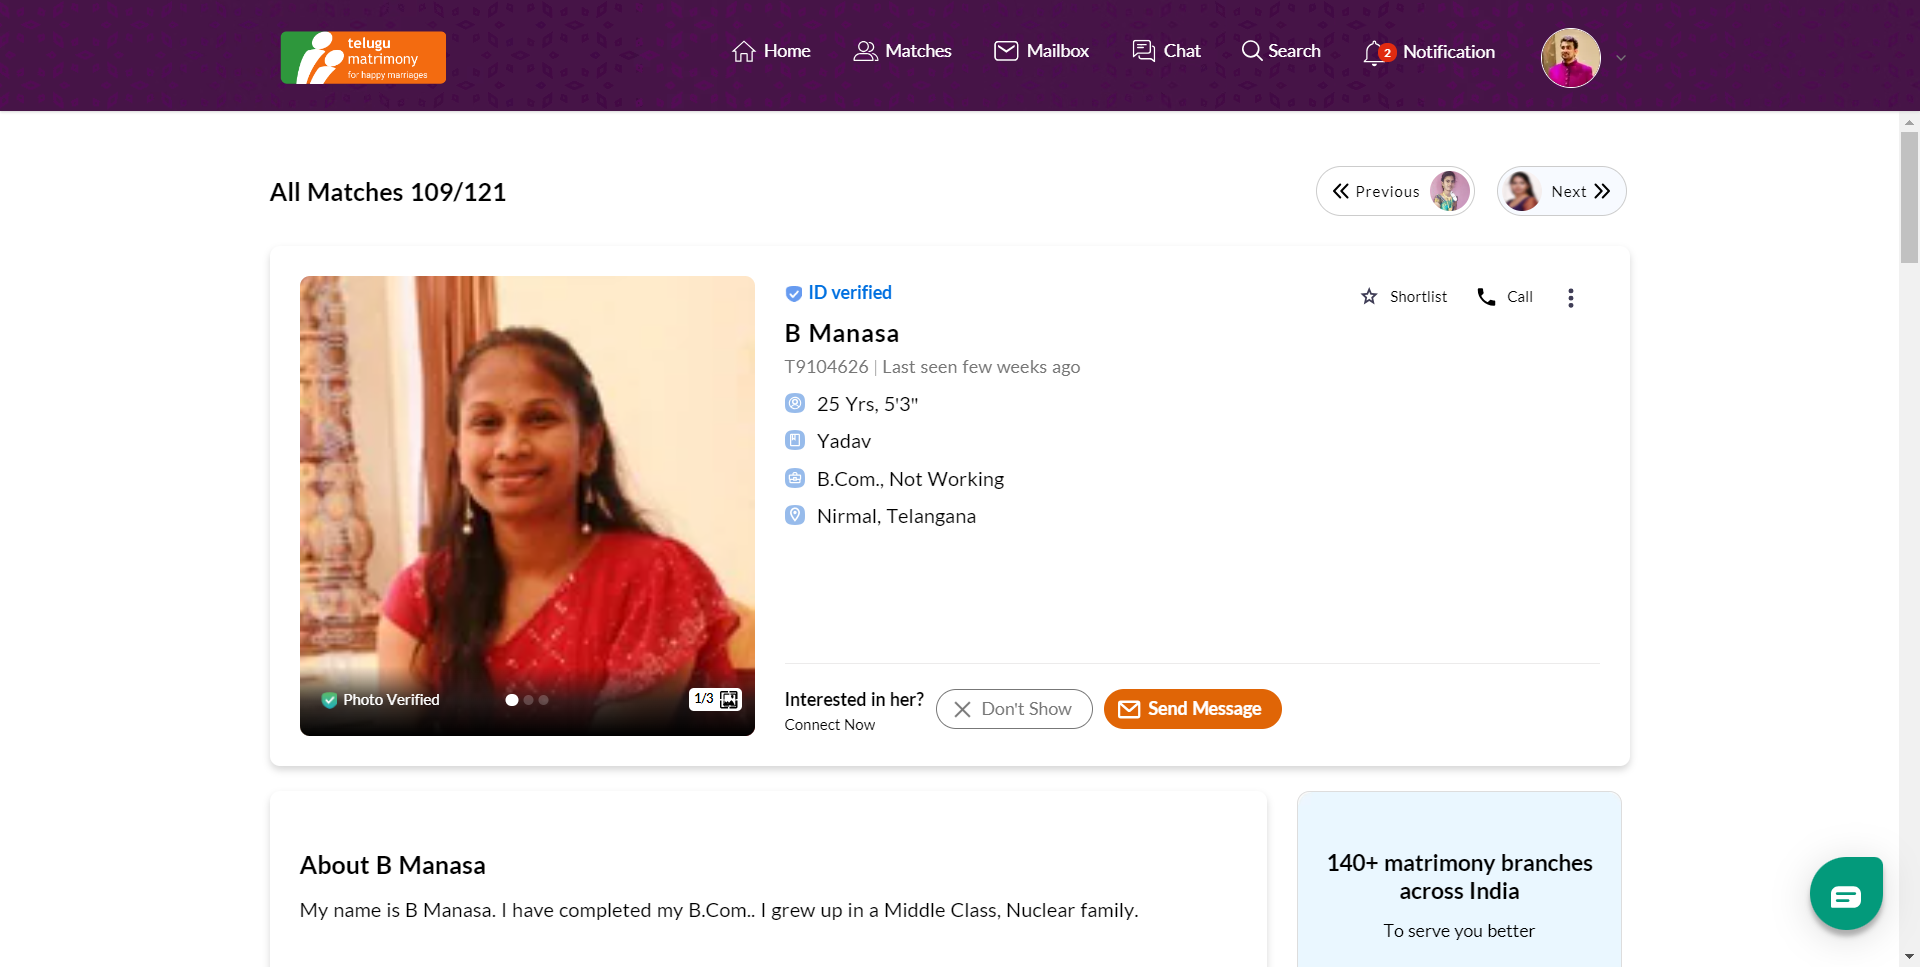 telugu
matrimony
for happy marriages
Home
Matches
Mailbox
Chat
Search
2
Notification
All Matches 109/121
Previous
Next
ID verified
Shortlist
Call
B Manasa
T9104626 | Last seen few weeks ago
25 Yrs, 5'3"
Yadav
B.Com., Not Working
Nirmal, Telangana
Photo Verified
1/3
Interested in her?
Connect Now
Don't Show
Send Message
About B Manasa
My name is B Manasa. I have completed my B.Com.. I grew up in a Middle Class, Nuclear family.
140+ matrimony branches
across India
To serve you better